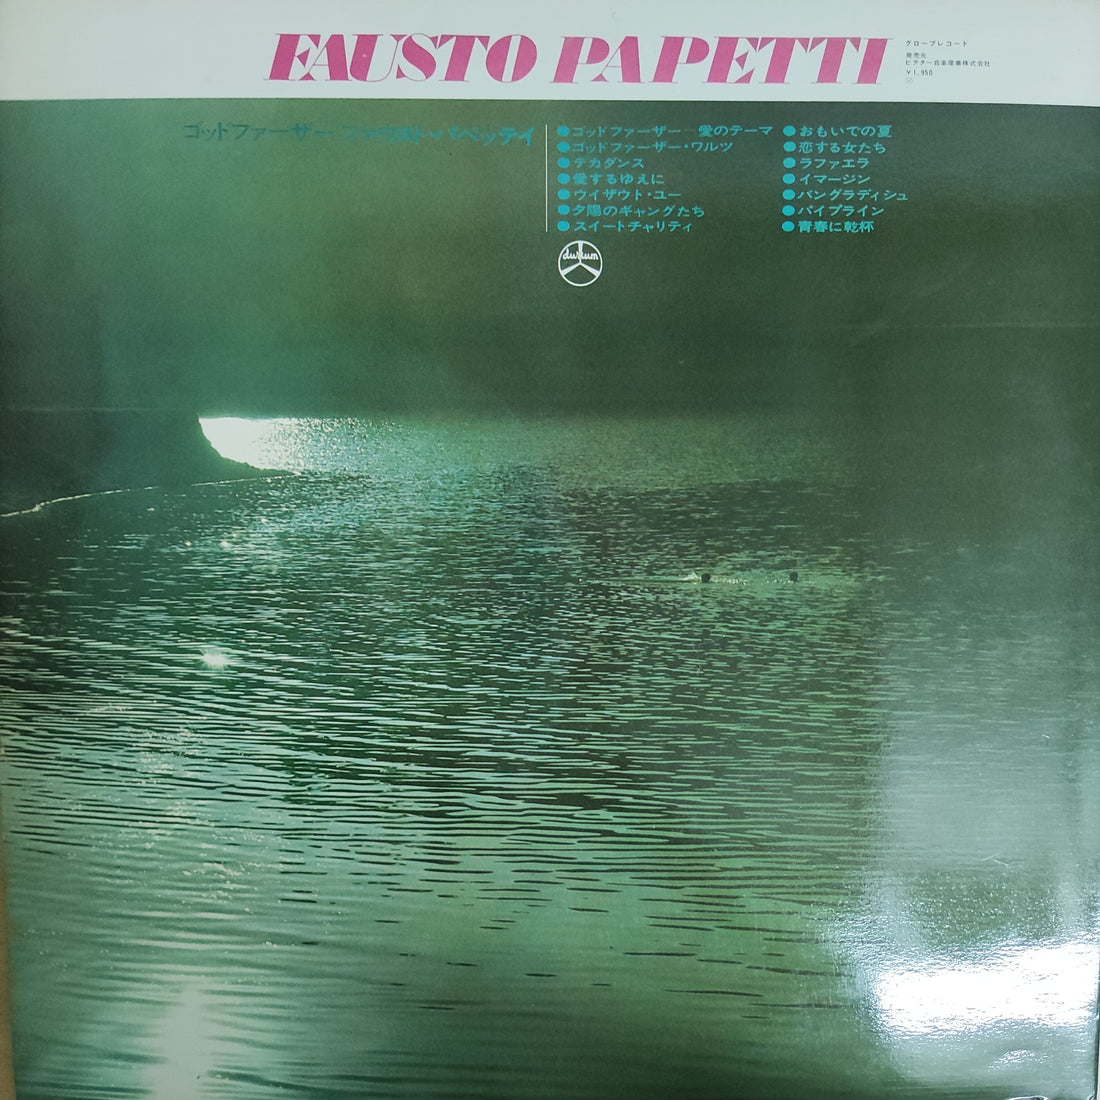 FAUSTO PAPETTI
グローブレコード
発売元
ビクター音楽産業株式会社
¥1,950
ゴッドファーザー ファウスト・パペッティ
●ゴッドファーザー―愛のテーマ
●ゴッドファーザー・ワルツ
●デカダンス
●愛するゆえに
●ウイザウト・ユー
●夕陽のギャングたち
●スイートチャリティ
●おもいでの夏
●恋する女たち
●ラファエラ
●イマージン
●バングラディシュ
●パイプライン
●青春に乾杯
durium